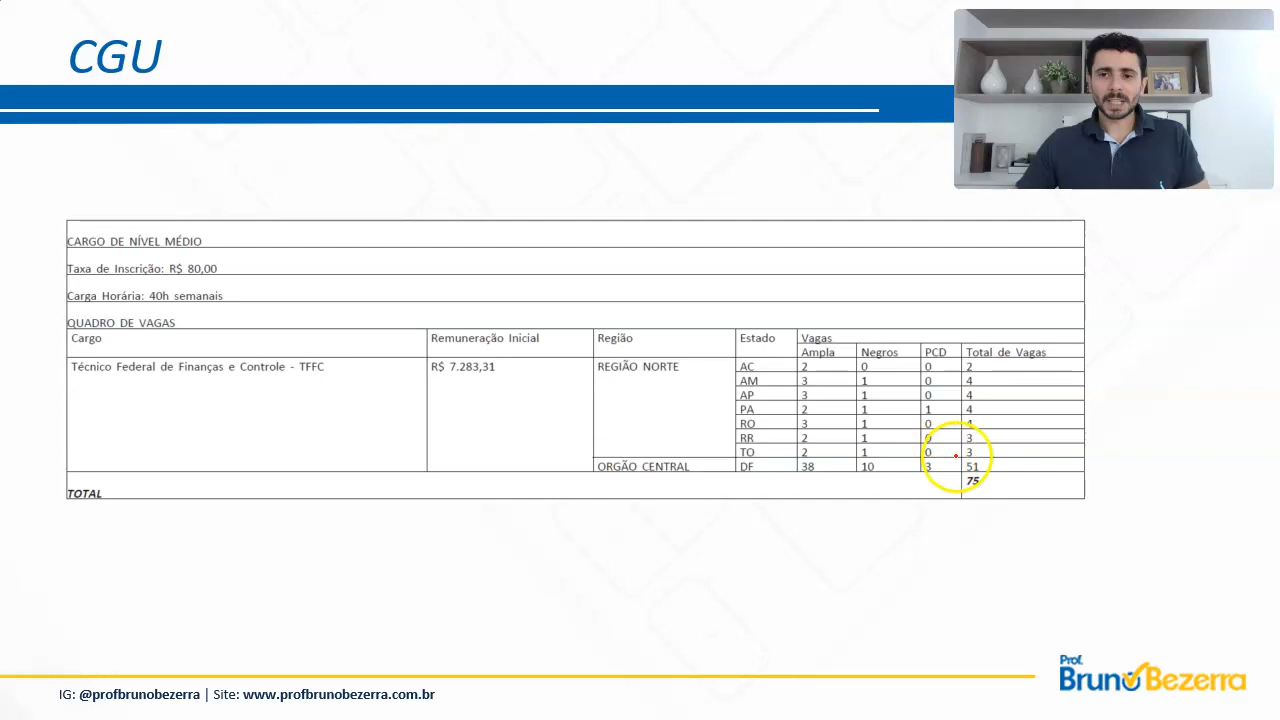 CGU
CARGO DE NÍVEL MÉDIO
Taxa de Inscrição: R$ 80,00
Carga Horária: 40h semanais
QUADRO DE VAGAS
Cargo Remuneração Inicial Região Estado Vagas
Ampla Negros PCD Total de Vagas
Técnico Federal de Finanças e Controle - TFFC R$ 7.283,31 REGIÃO NORTE AC 2 0 0 2
AM 3 1 0 4
AP 3 1 0 4
PA 2 1 1 4
RO 3 1 0 4
RR 2 1 0 3
TO 2 1 0 3
ORGÃO CENTRAL DF 38 10 3 51
75
TOTAL
IG: @profbrunobezerra | Site: www.profbrunobezerra.com.br
Prof.
Bruno Bezerra